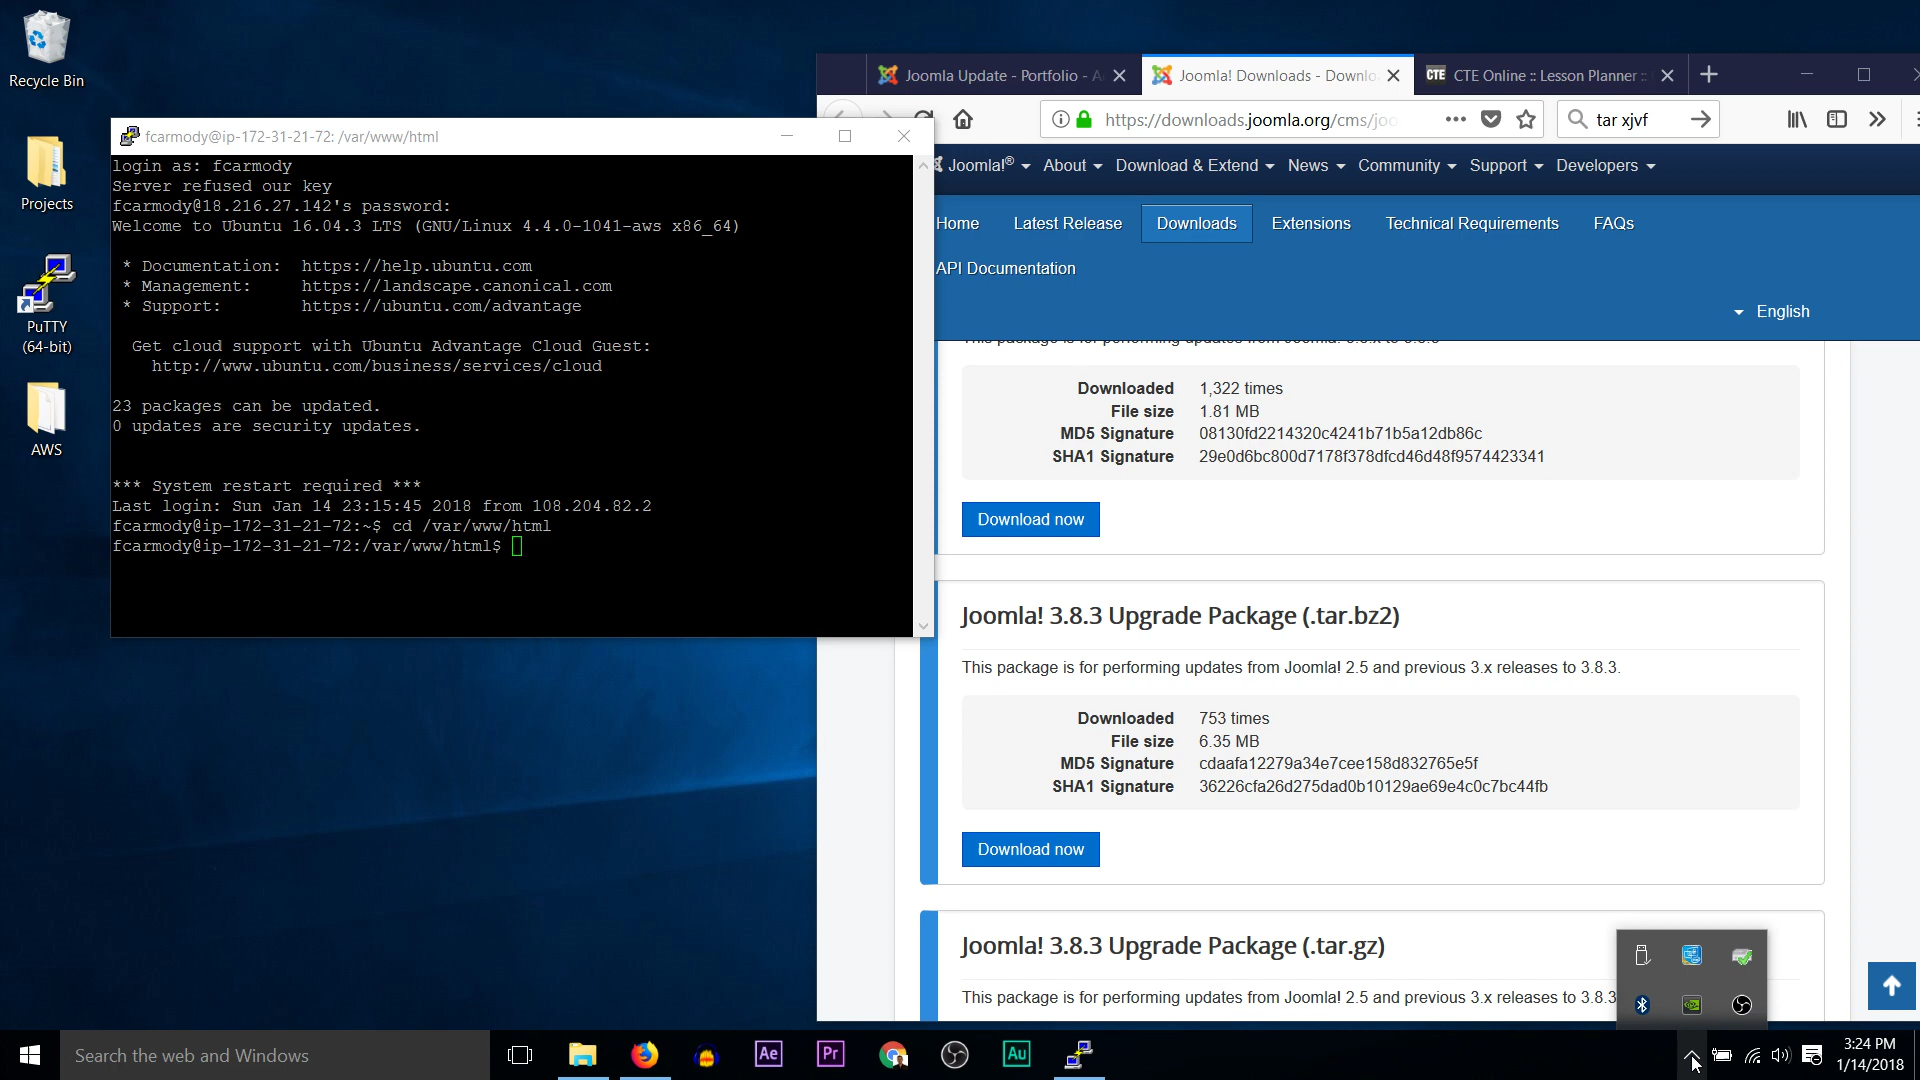 Recycle Bin
Projects
PuTTY
(64-bit)
AWS
fcarmody@ip-172-31-21-72: /var/www/html
login as: fcarmody
Server refused our key
fcarmody@18.216.27.142's password:
Welcome to Ubuntu 16.04.3 LTS (GNU/Linux 4.4.0-1041-aws x86_64)
* Documentation: https://help.ubuntu.com
* Management: https://landscape.canonical.com
* Support: https://ubuntu.com/advantage
Get cloud support with Ubuntu Advantage Cloud Guest:
http://www.ubuntu.com/business/services/cloud
23 packages can be updated.
0 updates are security updates.
*** System restart required ***
Last login: Sun Jan 14 23:15:45 2018 from 108.204.82.2
fcarmody@ip-172-31-21-72:~$ cd /var/www/html
fcarmody@ip-172-31-21-72:/var/www/html$
Joomla Update - Portfolio - A
Joomla! Downloads - Downlo
CTE CTE Online :: Lesson Planner ::
https://downloads.joomla.org/cms/joo
tar xjvf
Joomla!® About Download & Extend News Community Support Developers
Home Latest Release Downloads Extensions Technical Requirements FAQs
API Documentation
English
This package is for performing updates from Joomla!
Downloaded 1,322 times
File size 1.81 MB
MD5 Signature 08130fd2214320c4241b71b5a12db86c
SHA1 Signature 29e0d6bc800d7178f378dfcd46d48f9574423341
Download now
Joomla! 3.8.3 Upgrade Package (.tar.bz2)
This package is for performing updates from Joomla! 2.5 and previous 3.x releases to 3.8.3.
Downloaded 753 times
File size 6.35 MB
MD5 Signature cdaafa12279a34e7cee158d832765e5f
SHA1 Signature 36226cfa26d275dad0b10129ae69e4c0c7bc44fb
Download now
Joomla! 3.8.3 Upgrade Package (.tar.gz)
This package is for performing updates from Joomla! 2.5 and previous 3.x releases to 3.8.3
Search the web and Windows
Ae
Pr
Au
3:24 PM
1/14/2018